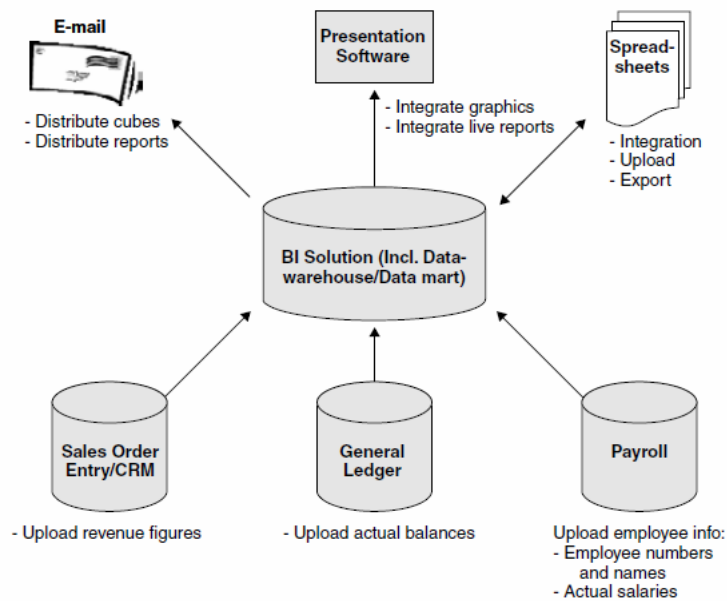 E-mail
- Distribute cubes
- Distribute reports
Presentation
Software
- Integrate graphics
- Integrate live reports
Spread-
sheets
- Integration
- Upload
- Export
BI Solution (Incl. Data-
warehouse/Data mart)
Sales Order
Entry/CRM
- Upload revenue figures
General
Ledger
- Upload actual balances
Payroll
Upload employee info:
- Employee numbers
and names
- Actual salaries